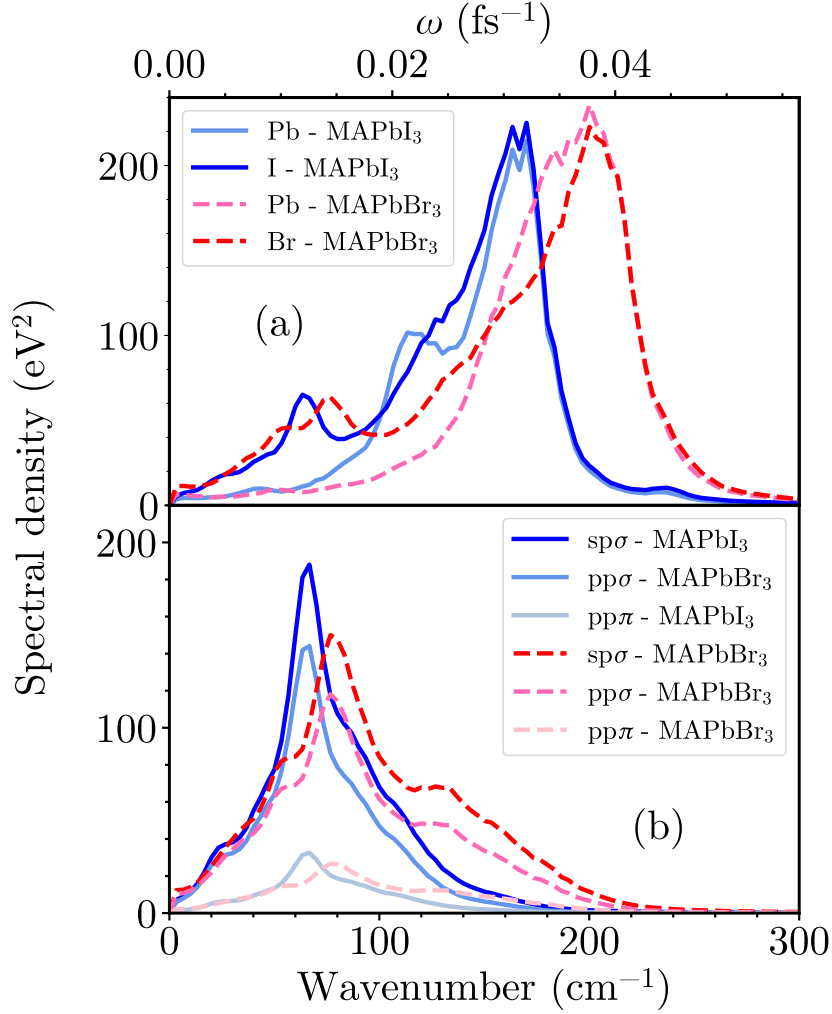 ω (fs⁻¹)
0.00 0.02 0.04
Pb - MAPbI₃
I - MAPbI₃
Pb - MAPbBr₃
Br - MAPbBr₃
200
100
0
(a)
Spectral density (eV²)
spσ - MAPbI₃
ppσ - MAPbBr₃
ppπ - MAPbI₃
spσ - MAPbBr₃
ppσ - MAPbBr₃
ppπ - MAPbBr₃
200
100
0
(b)
0 100 200 300
Wavenumber (cm⁻¹)